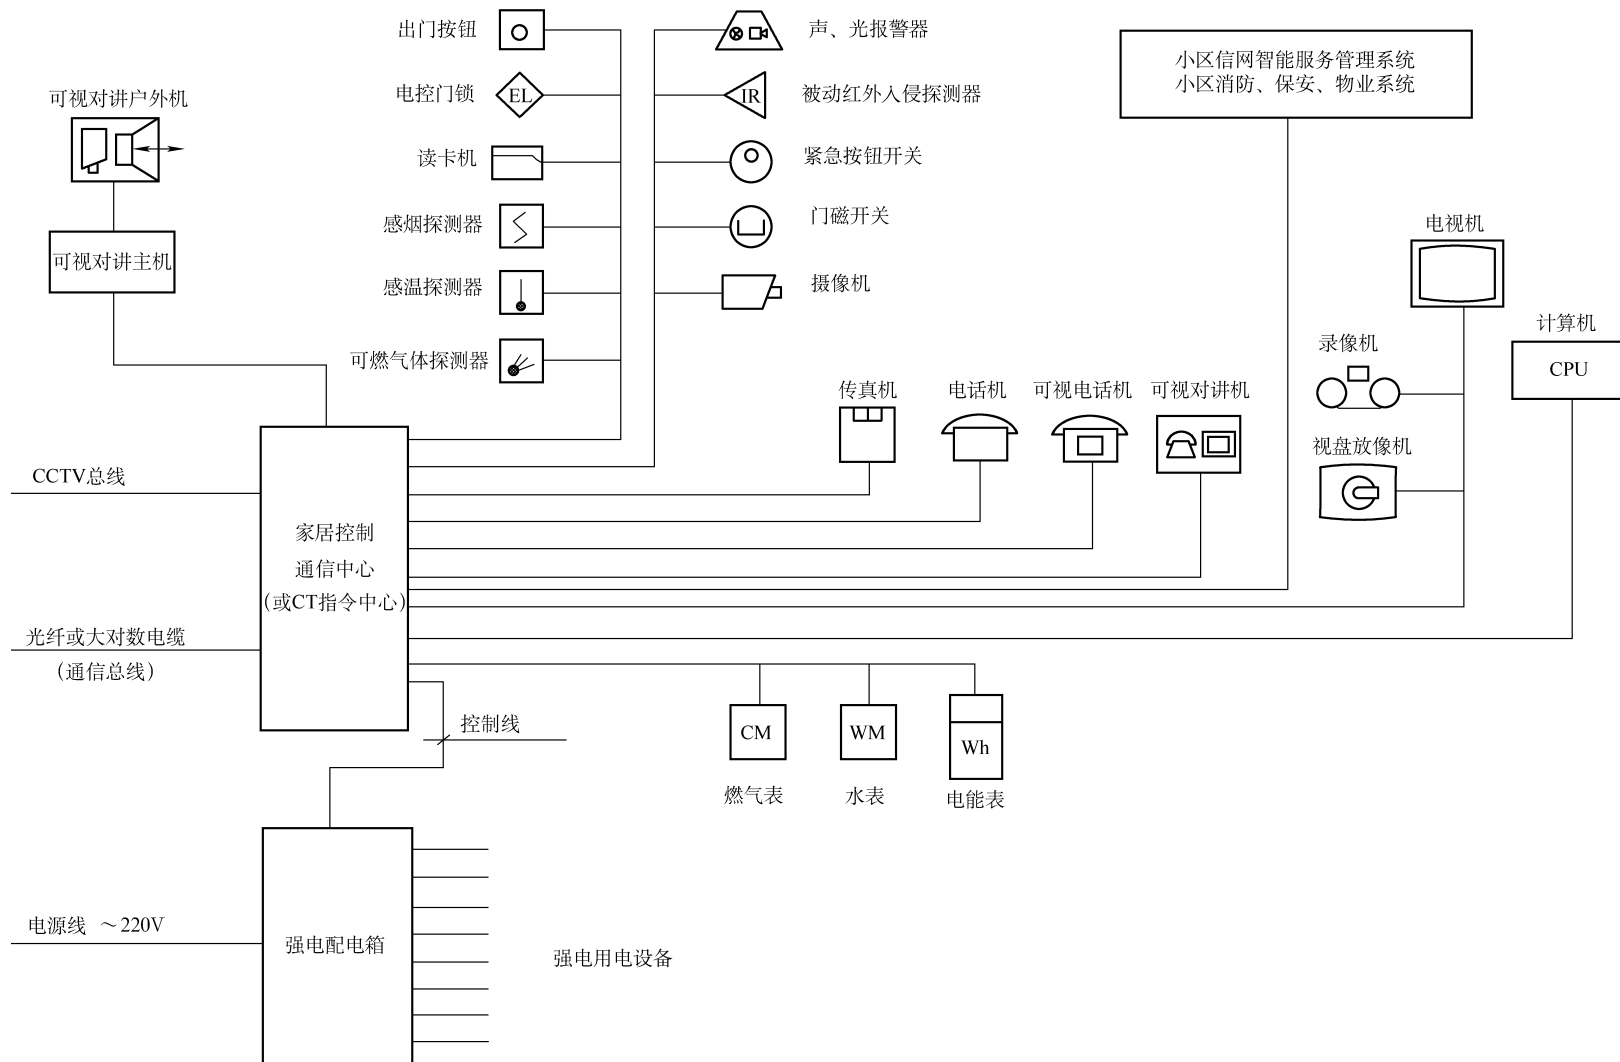 出门按钮
声、光报警器
小区信网智能服务管理系统
小区消防、保安、物业系统
可视对讲户外机
电控门锁
EL
IR
被动红外入侵探测器
读卡机
紧急按钮开关
感烟探测器
门磁开关
电视机
可视对讲主机
感温探测器
摄像机
计算机
CPU
录像机
可燃气体探测器
传真机
电话机
可视电话机
可视对讲机
视盘放像机
CCTV总线
家居控制
通信中心
(或CT指令中心)
光纤或大对数电缆
(通信总线)
控制线
CM
WM
Wh
燃气表
水表
电能表
电源线 ~220V
强电配电箱
强电用电设备